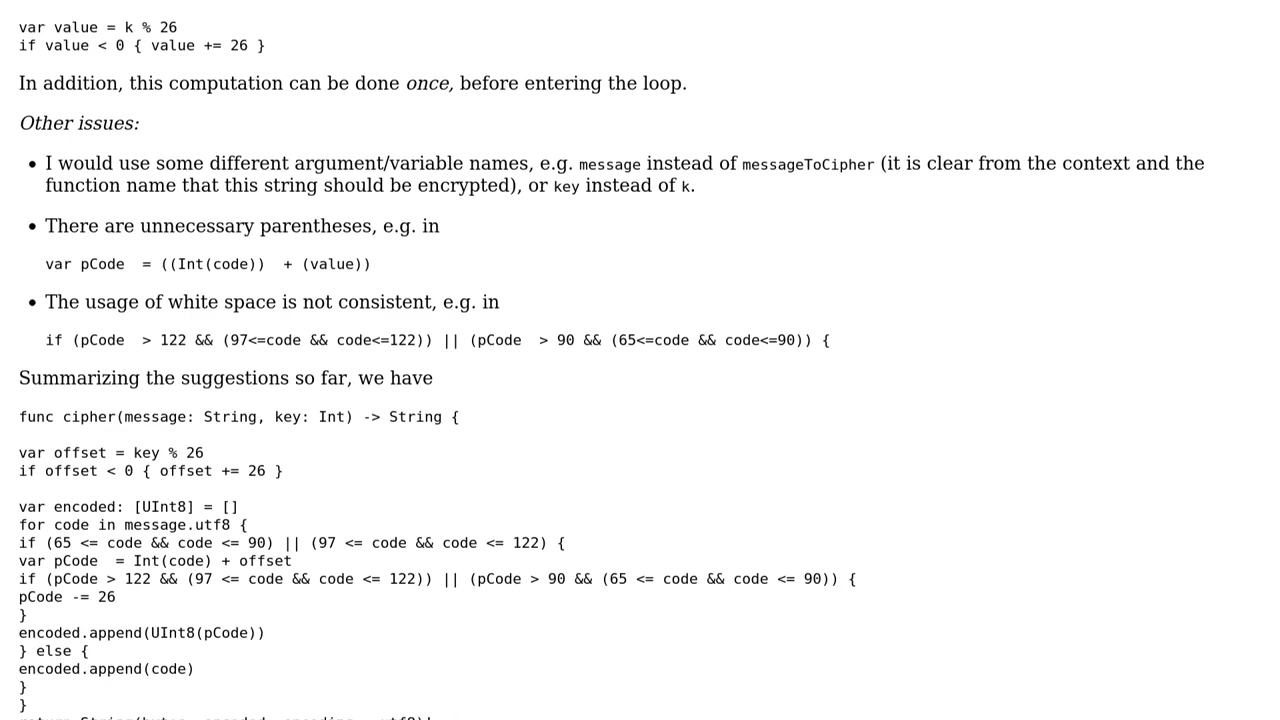 var value = k % 26
if value < 0 { value += 26 }
In addition, this computation can be done once, before entering the loop.
Other issues:
• I would use some different argument/variable names, e.g. message instead of messageToCipher (it is clear from the context and the
function name that this string should be encrypted), or key instead of k.
• There are unnecessary parentheses, e.g. in
var pCode  = ((Int(code))  + (value))
• The usage of white space is not consistent, e.g. in
if (pCode  > 122 && (97<=code && code<=122)) || (pCode  > 90 && (65<=code && code<=90)) {
Summarizing the suggestions so far, we have
func cipher(message: String, key: Int) -> String {
var offset = key % 26
if offset < 0 { offset += 26 }
var encoded: [UInt8] = []
for code in message.utf8 {
if (65 <= code && code <= 90) || (97 <= code && code <= 122) {
var pCode  = Int(code) + offset
if (pCode > 122 && (97 <= code && code <= 122)) || (pCode > 90 && (65 <= code && code <= 90)) {
pCode -= 26
}
encoded.append(UInt8(pCode))
} else {
encoded.append(code)
}
}